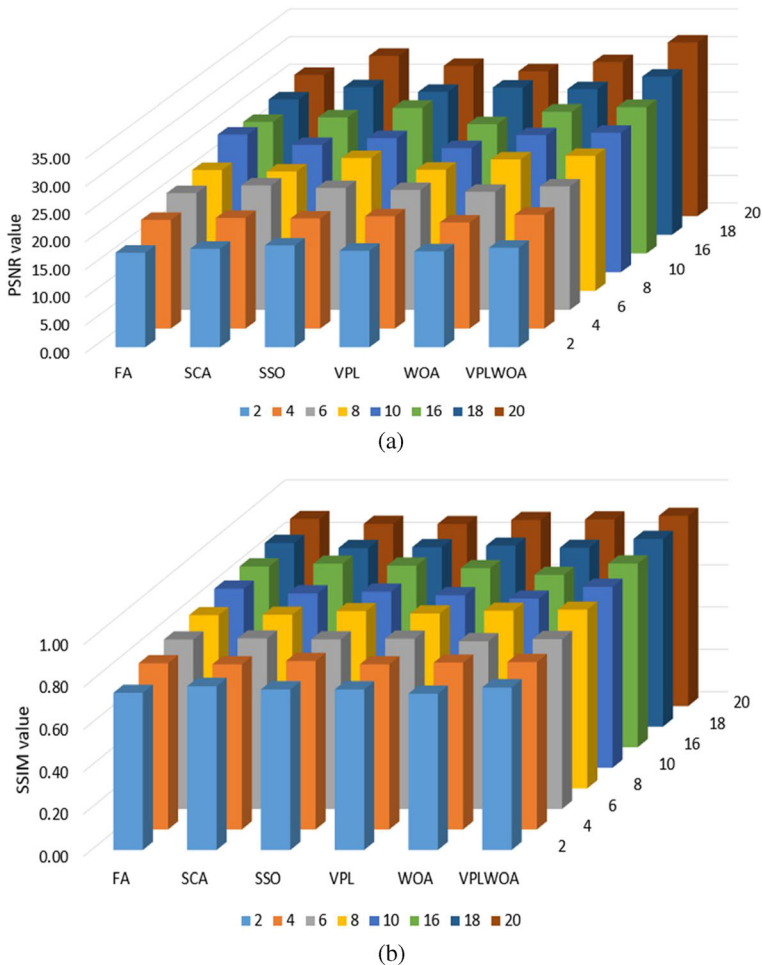 35.00
30.00
25.00
20.00
15.00
10.00
5.00
0.00
PSNR value
FA SCA SSO VPL WOA VPLWOA
2 4 6 8 10 16 18 20
2 4 6 8 10 16 18 20
(a)
1.00
0.80
0.60
0.40
0.20
0.00
SSIM value
FA SCA SSO VPL WOA VPLWOA
2 4 6 8 10 16 18 20
2 4 6 8 10 16 18 20
(b)